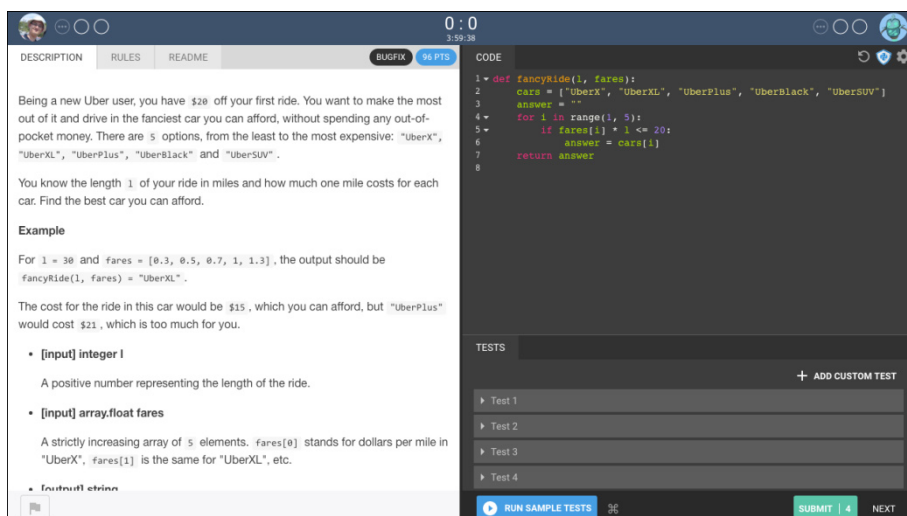 0 : 0
3:59:38
DESCRIPTION RULES README BUGFIX 96 PTS
Being a new Uber user, you have $20 off your first ride. You want to make the most
out of it and drive in the fanciest car you can afford, without spending any out-of-
pocket money. There are 5 options, from the least to the most expensive: "UberX",
"UberXL", "UberPlus", "UberBlack" and "UberSUV" .
You know the length l of your ride in miles and how much one mile costs for each
car. Find the best car you can afford.
Example
For l = 30 and fares = [0.3, 0.5, 0.7, 1, 1.3] , the output should be
fancyRide(l, fares) = "UberXL" .
The cost for the ride in this car would be $15 , which you can afford, but "UberPlus"
would cost $21 , which is too much for you.
• [input] integer l
A positive number representing the length of the ride.
• [input] array.float fares
A strictly increasing array of 5 elements. fares[0] stands for dollars per mile in
"UberX", fares[1] is the same for "UberXL", etc.
• [output] string
CODE
1 def fancyRide(l, fares):
2 cars = ["UberX", "UberXL", "UberPlus", "UberBlack", "UberSUV"]
3 answer = ""
4 for i in range(1, 5):
5 if fares[i] * l <= 20:
6 answer = cars[i]
7 return answer
8
TESTS
+ ADD CUSTOM TEST
Test 1
Test 2
Test 3
Test 4
RUN SAMPLE TESTS ⌘ SUBMIT | 4 NEXT